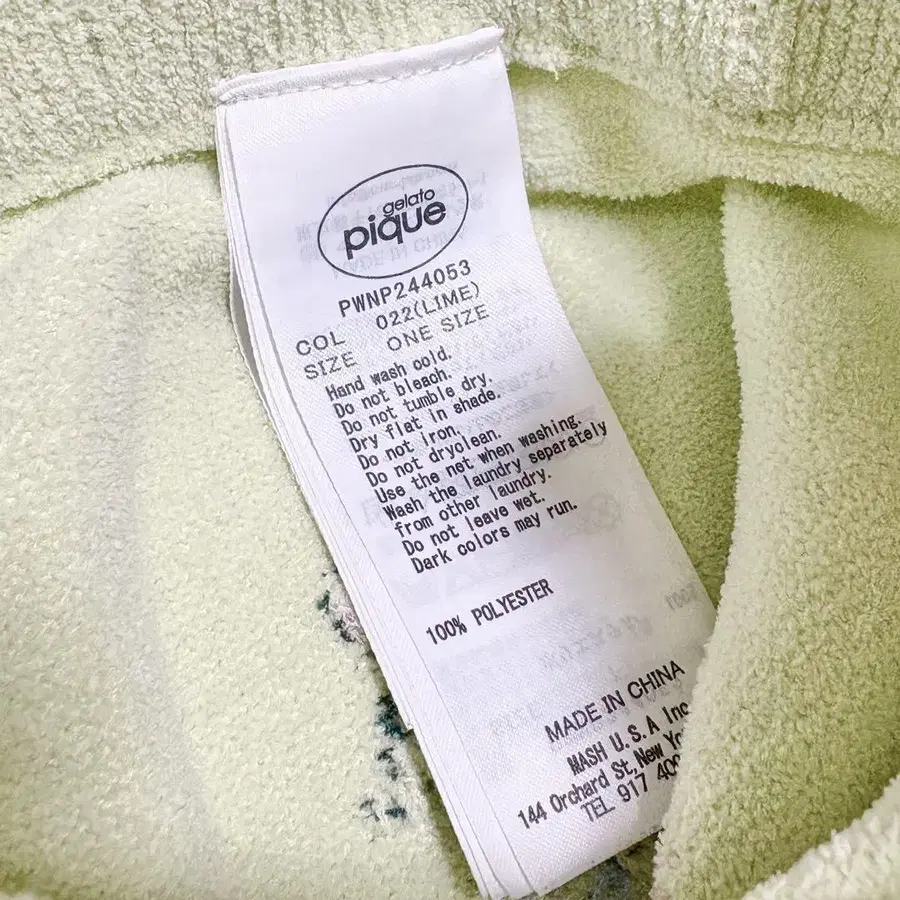 gelato
pique
PWNP244053
COL 022(LIME)
SIZE ONE SIZE
Hand wash cold.
Do not bleach.
Do not tumble dry.
Dry flat in shade.
Do not iron.
Do not dryclean.
Use the net when washing.
Wash the laundry separately
from other laundry.
Do not leave wet.
Dark colors may run.
100% POLYESTER
MADE IN CHINA
MASH U.S.A Inc
144 Orchard St, New
TEL 917